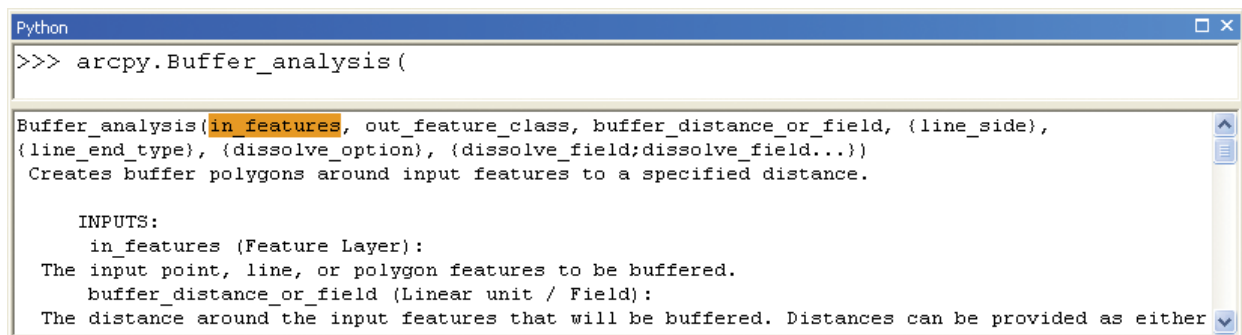 Python
>>> arcpy.Buffer_analysis(
Buffer_analysis(in_features, out_feature_class, buffer_distance_or_field, {line_side},
{line_end_type}, {dissolve_option}, {dissolve_field;dissolve_field...})
Creates buffer polygons around input features to a specified distance.
INPUTS:
in_features (Feature Layer):
The input point, line, or polygon features to be buffered.
buffer_distance_or_field (Linear unit / Field):
The distance around the input features that will be buffered. Distances can be provided as either